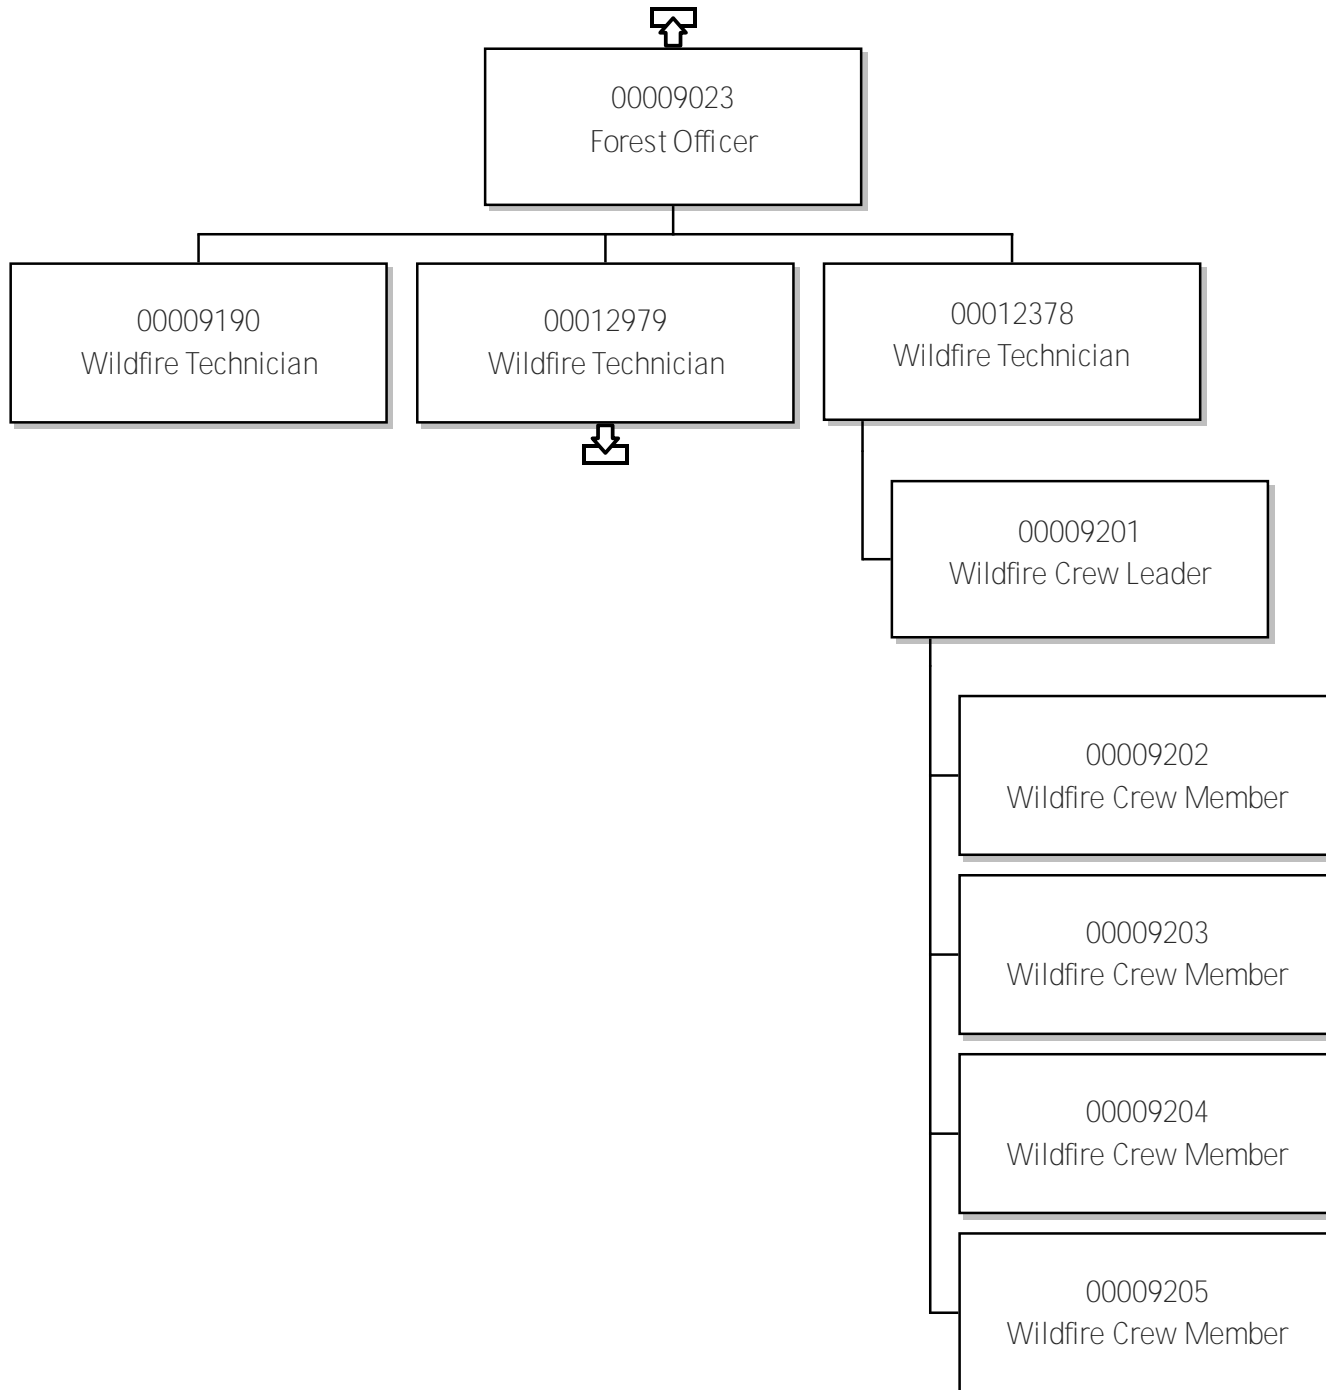 00009023
Forest Officer
00009190
Wildfire Technician
00012979
Wildfire Technician
00012378
Wildfire Technician
00009201
Wildfire Crew Leader
00009202
Wildfire Crew Member
00009203
Wildfire Crew Member
00009204
Wildfire Crew Member
00009205
Wildfire Crew Member